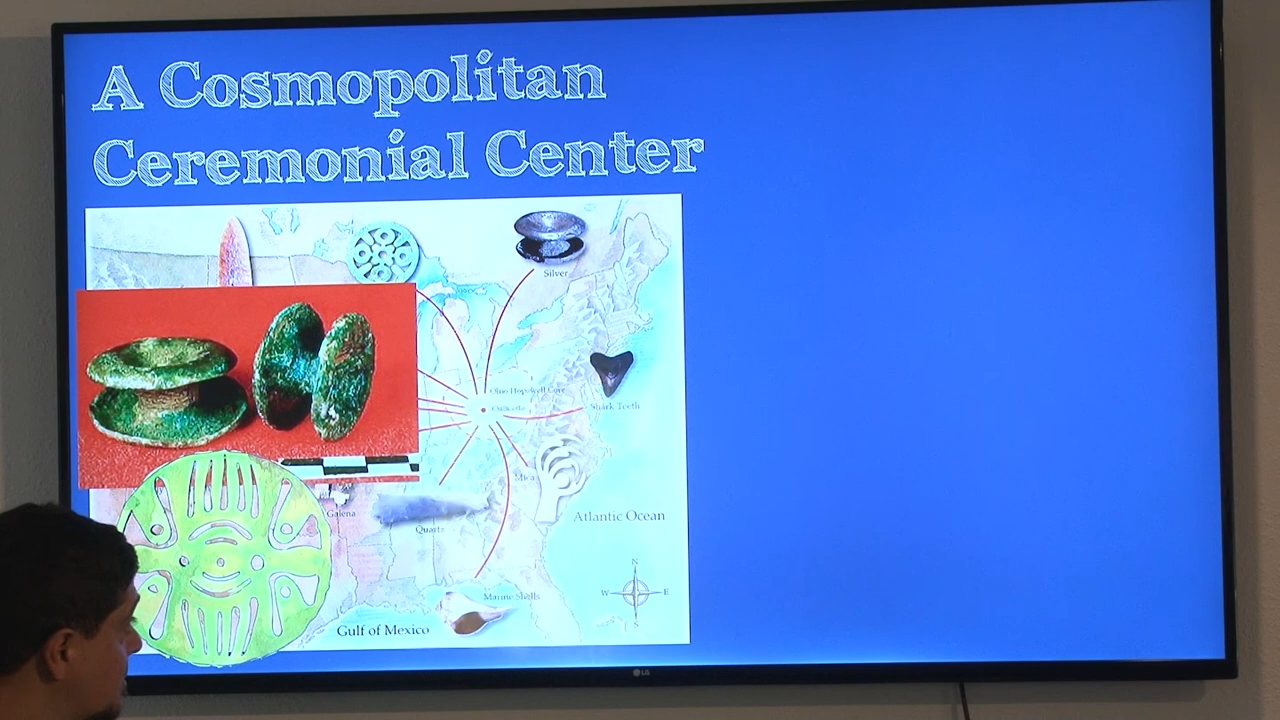 A Cosmopolitan
Ceremonial Center
Silver
Ohio Hopewell Core
Chillicothe
Shark Teeth
Mica
Galena
Quartz
Atlantic Ocean
N
W
E
Marine Shells
Gulf of Mexico
LG